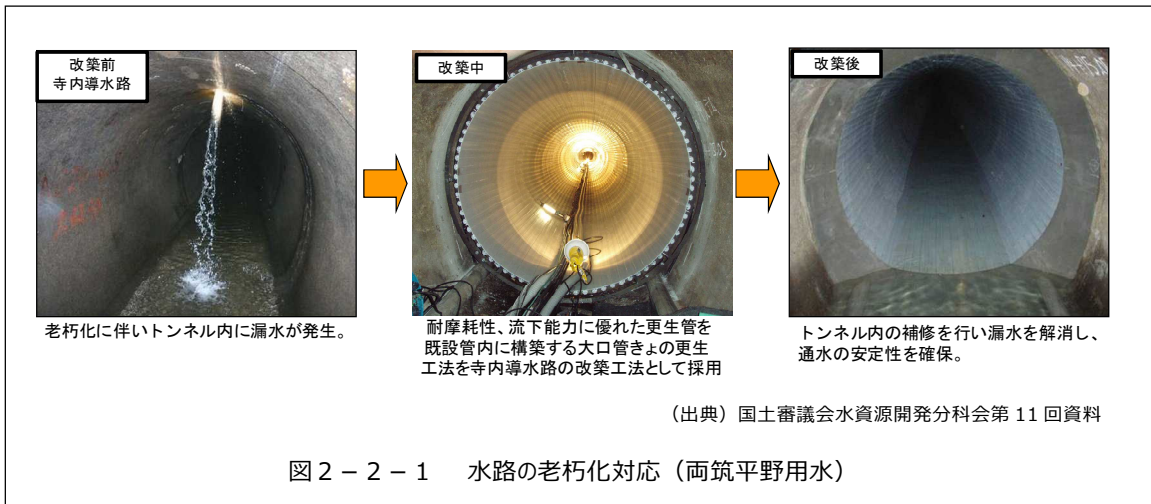 改築前
寺内導水路
改築中
改築後
老朽化に伴いトンネル内に漏水が発生。
耐摩耗性、流下能力に優れた更生管を
既設管内に構築する大口管きょの更生
工法を寺内導水路の改築工法として採用
トンネル内の補修を行い漏水を解消し、
通水の安定性を確保。
（出典）国土審議会水資源開発分科会第 11 回資料
図２－２－１　水路の老朽化対応（両筑平野用水）